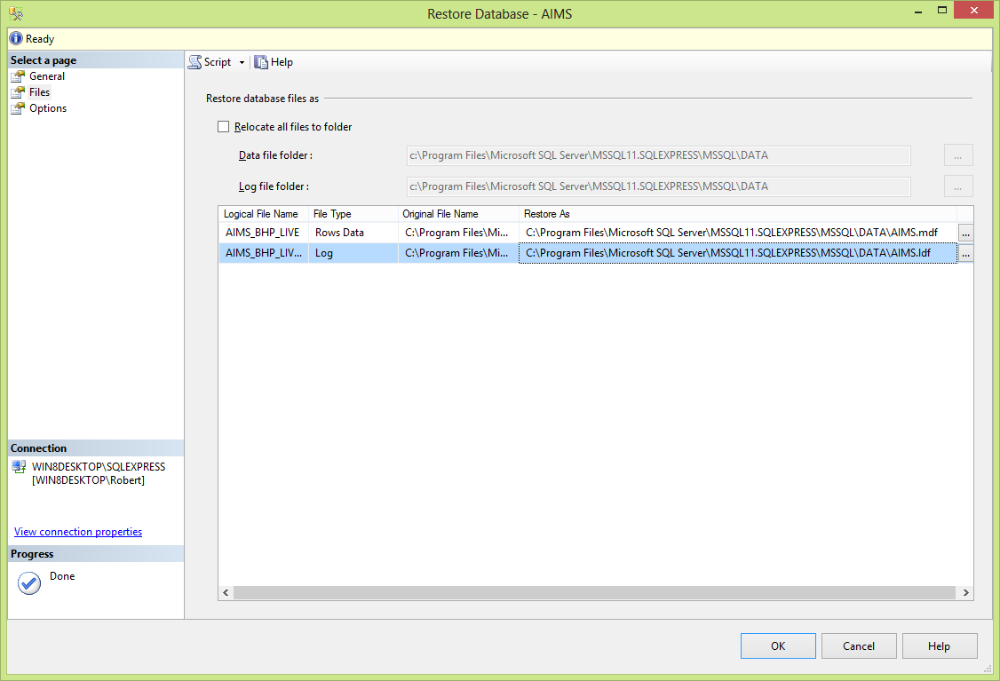 Restore Database - AIMS
Ready
Select a page
General
Files
Options
Script
Help
Restore database files as
Relocate all files to folder
Data file folder :
c:\Program Files\Microsoft SQL Server\MSSQL11.SQLEXPRESS\MSSQL\DATA
...
Log file folder :
c:\Program Files\Microsoft SQL Server\MSSQL11.SQLEXPRESS\MSSQL\DATA
...
Logical File Name File Type Original File Name Restore As
AIMS_BHP_LIVE Rows Data C:\Program Files\Mi... C:\Program Files\Microsoft SQL Server\MSSQL11.SQLEXPRESS\MSSQL\DATA\AIMS.mdf ...
AIMS_BHP_LIV... Log C:\Program Files\Mi... C:\Program Files\Microsoft SQL Server\MSSQL11.SQLEXPRESS\MSSQL\DATA\AIMS.ldf ...
Connection
WIN8DESKTOP\SQLEXPRESS
[WIN8DESKTOP\Robert]
View connection properties
Progress
Done
OK
Cancel
Help